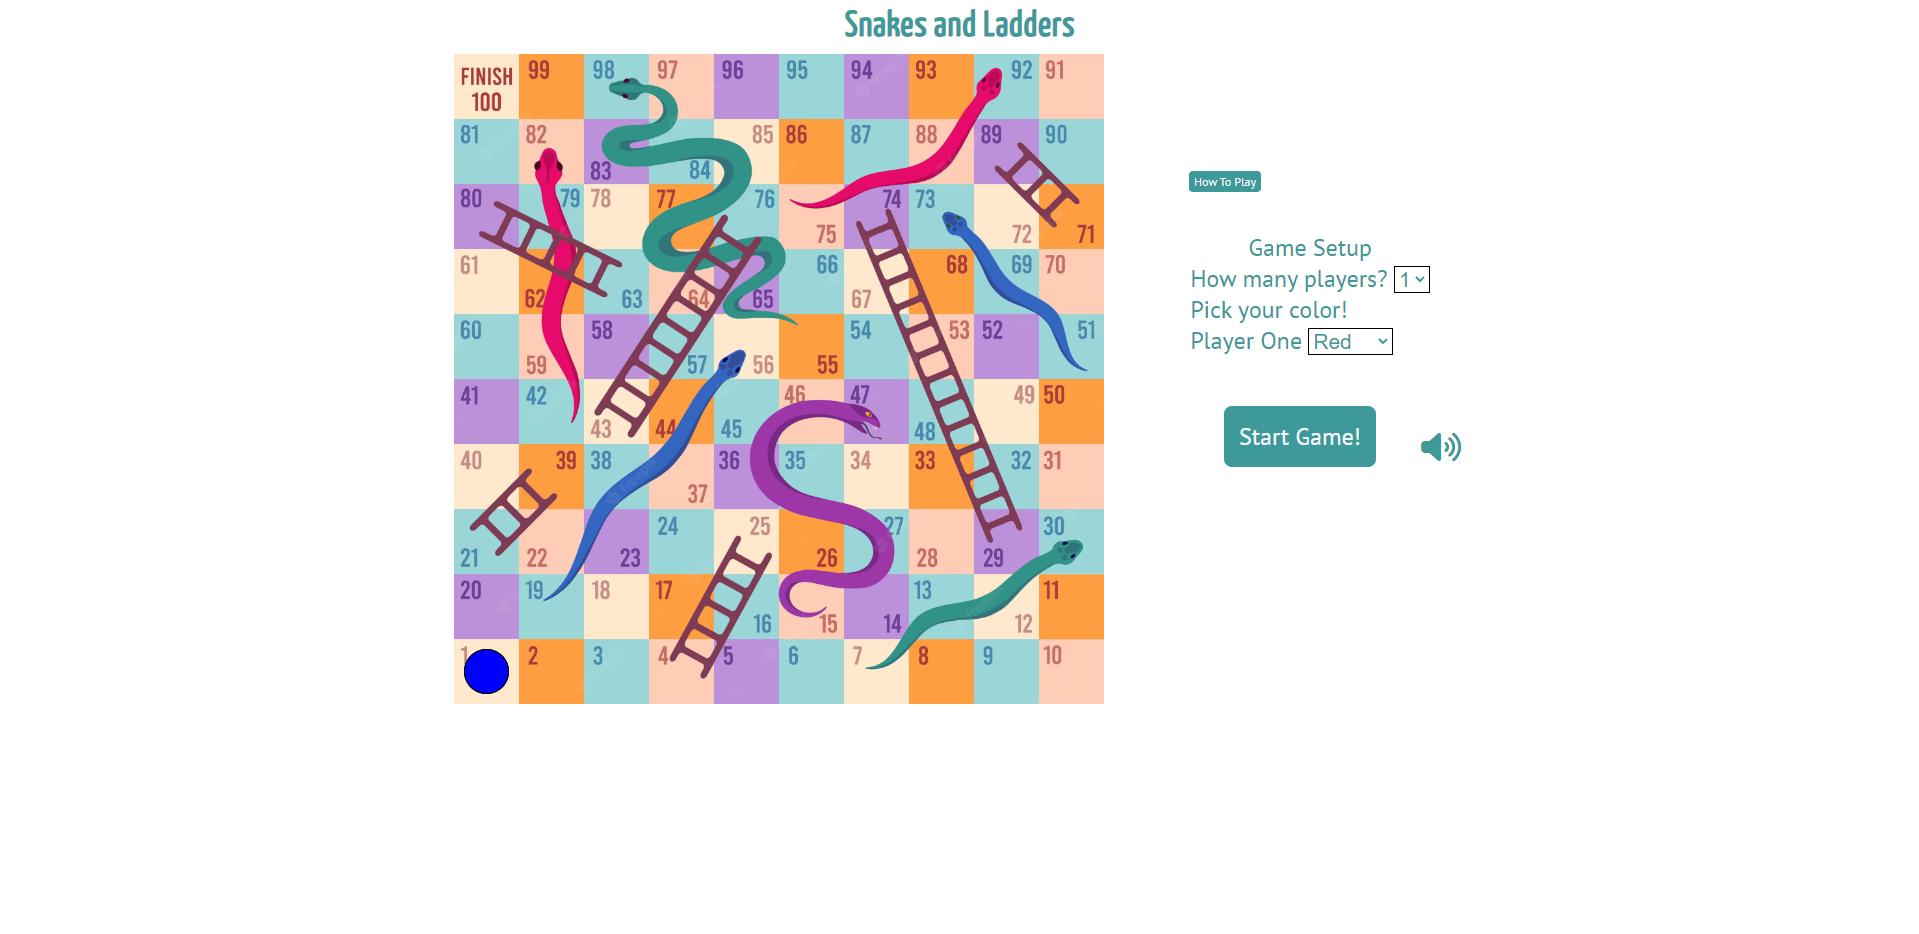 Snakes and Ladders
FINISH 100 99 98 97 96 95 94 93 92 91
81 82 83 84 85 86 87 88 89 90
80 79 78 77 76 75 74 73 72 71
61 62 63 64 65 66 67 68 69 70
60 59 58 57 56 55 54 53 52 51
41 42 43 44 45 46 47 48 49 50
40 39 38 37 36 35 34 33 32 31
21 22 23 24 25 26 27 28 29 30
20 19 18 17 16 15 14 13 12 11
1 2 3 4 5 6 7 8 9 10
How To Play
Game Setup
How many players? 1
Pick your color!
Player One Red
Start Game!